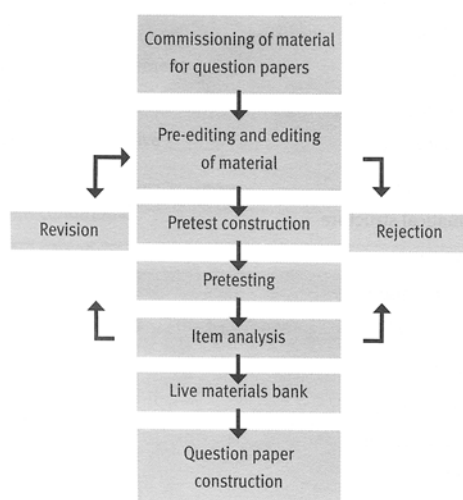 Commissioning of material
for question papers
Pre-editing and editing
of material
Revision
Pretest construction
Rejection
Pretesting
Item analysis
Live materials bank
Question paper
construction